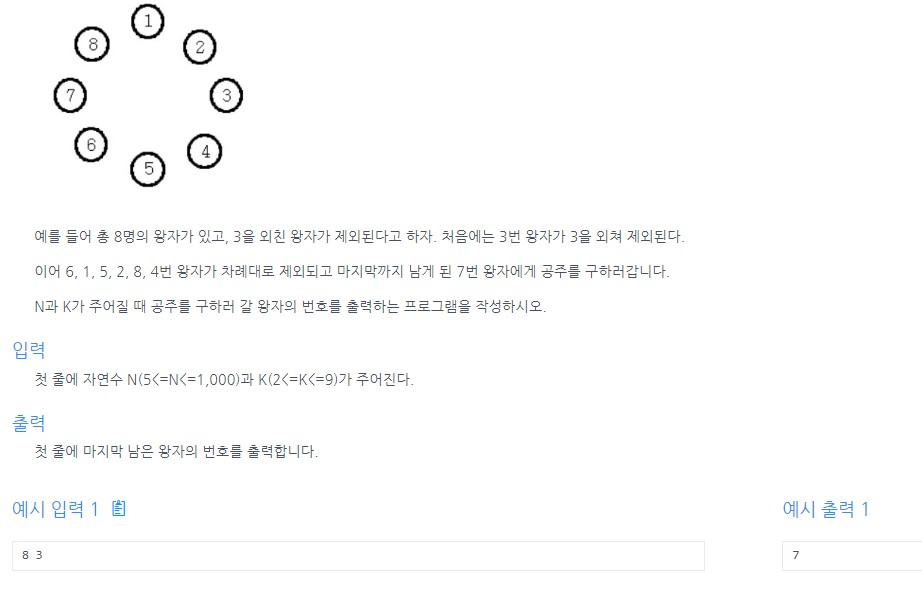 1
8
2
7
3
6
4
5
예를 들어 총 8명의 왕자가 있고, 3을 외친 왕자가 제외된다고 하자. 처음에는 3번 왕자가 3을 외쳐 제외된다.
이어 6, 1, 5, 2, 8, 4번 왕자가 차례대로 제외되고 마지막까지 남게 된 7번 왕자에게 공주를 구하러갑니다.
N과 K가 주어질 때 공주를 구하러 갈 왕자의 번호를 출력하는 프로그램을 작성하시오.
입력
첫 줄에 자연수 N(5<=N<=1,000)과 K(2<=K<=9)가 주어진다.
출력
첫 줄에 마지막 남은 왕자의 번호를 출력합니다.
예시 입력 1
8 3
예시 출력 1
7